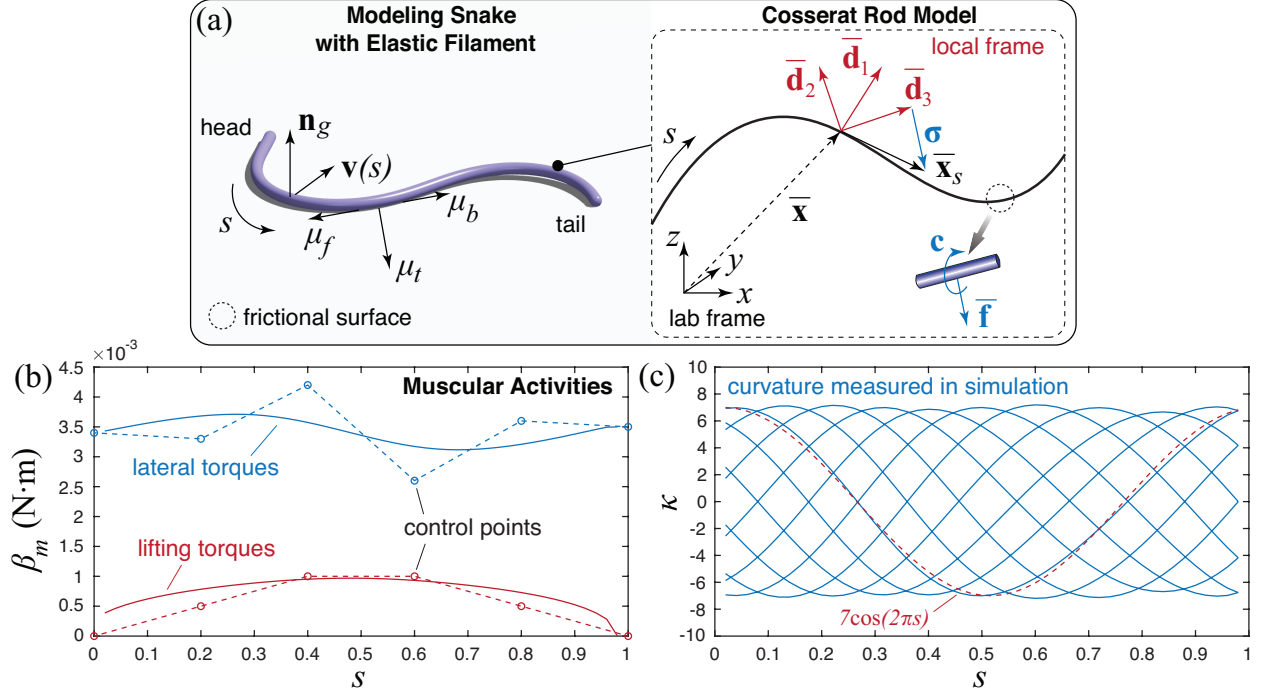 (a)
Modeling Snake
with Elastic Filament
head
n_g
v(s)
s
μ_f
μ_b
μ_t
tail
frictional surface
Cosserat Rod Model
local frame
d̅₂
d̅₁
d̅₃
s
σ
x̅_s
x̅
z
y
x
lab frame
c
f̅
(b)
×10⁻³
Muscular Activities
4.5
4
3.5
3
2.5
2
1.5
1
0.5
0
β_m (N·m)
lateral torques
control points
lifting torques
0 0.1 0.2 0.3 0.4 0.5 0.6 0.7 0.8 0.9 1
s
(c)
curvature measured in simulation
10
8
6
4
2
0
-2
-4
-6
-8
-10
κ
7cos(2πs)
0 0.1 0.2 0.3 0.4 0.5 0.6 0.7 0.8 0.9 1
s